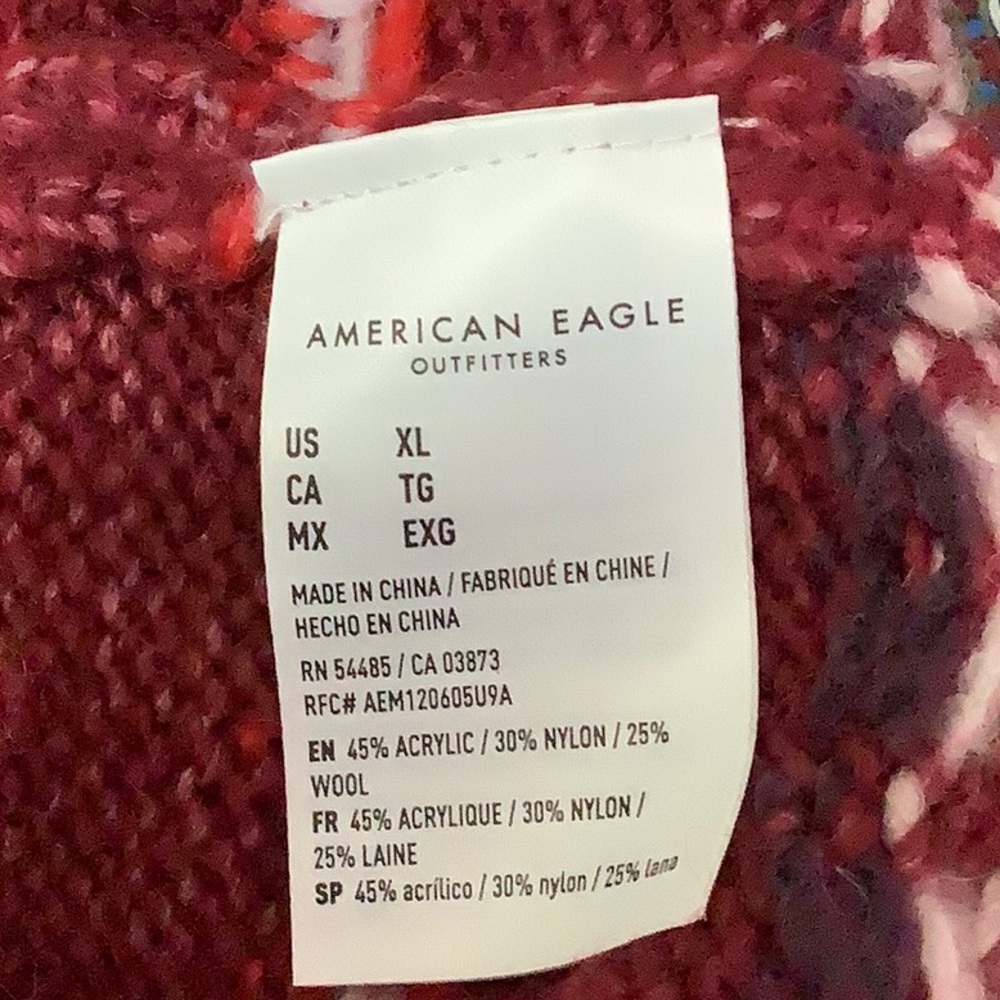 AMERICAN EAGLE
OUTFITTERS
US XL
CA TG
MX EXG
MADE IN CHINA / FABRIQUÉ EN CHINE /
HECHO EN CHINA
RN 54485 / CA 03873
RFC# AEM120605U9A
EN 45% ACRYLIC / 30% NYLON / 25%
WOOL
FR 45% ACRYLIQUE / 30% NYLON /
25% LAINE
SP 45% acrílico / 30% nylon / 25% lana